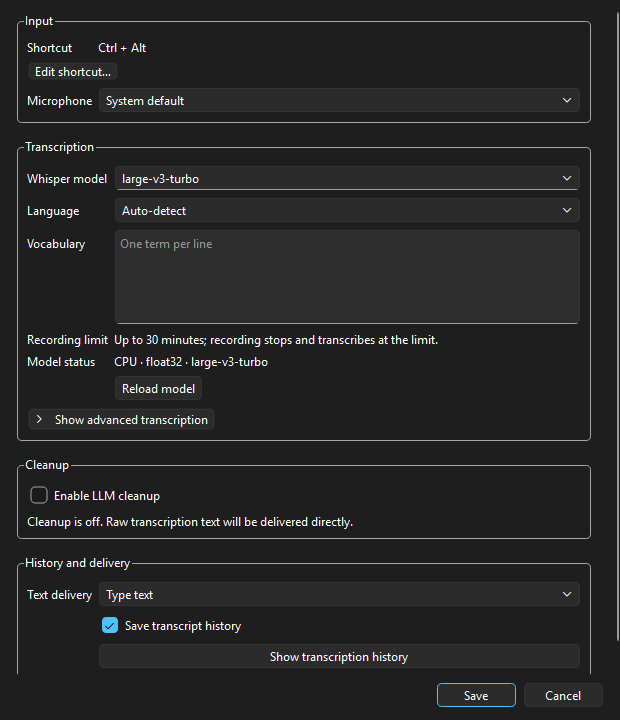 Input
Shortcut Ctrl + Alt
Edit shortcut...
Microphone System default
Transcription
Whisper model large-v3-turbo
Language Auto-detect
Vocabulary One term per line
Recording limit Up to 30 minutes; recording stops and transcribes at the limit.
Model status CPU · float32 · large-v3-turbo
Reload model
Show advanced transcription
Cleanup
Enable LLM cleanup
Cleanup is off. Raw transcription text will be delivered directly.
History and delivery
Text delivery Type text
Save transcript history
Show transcription history
Save Cancel